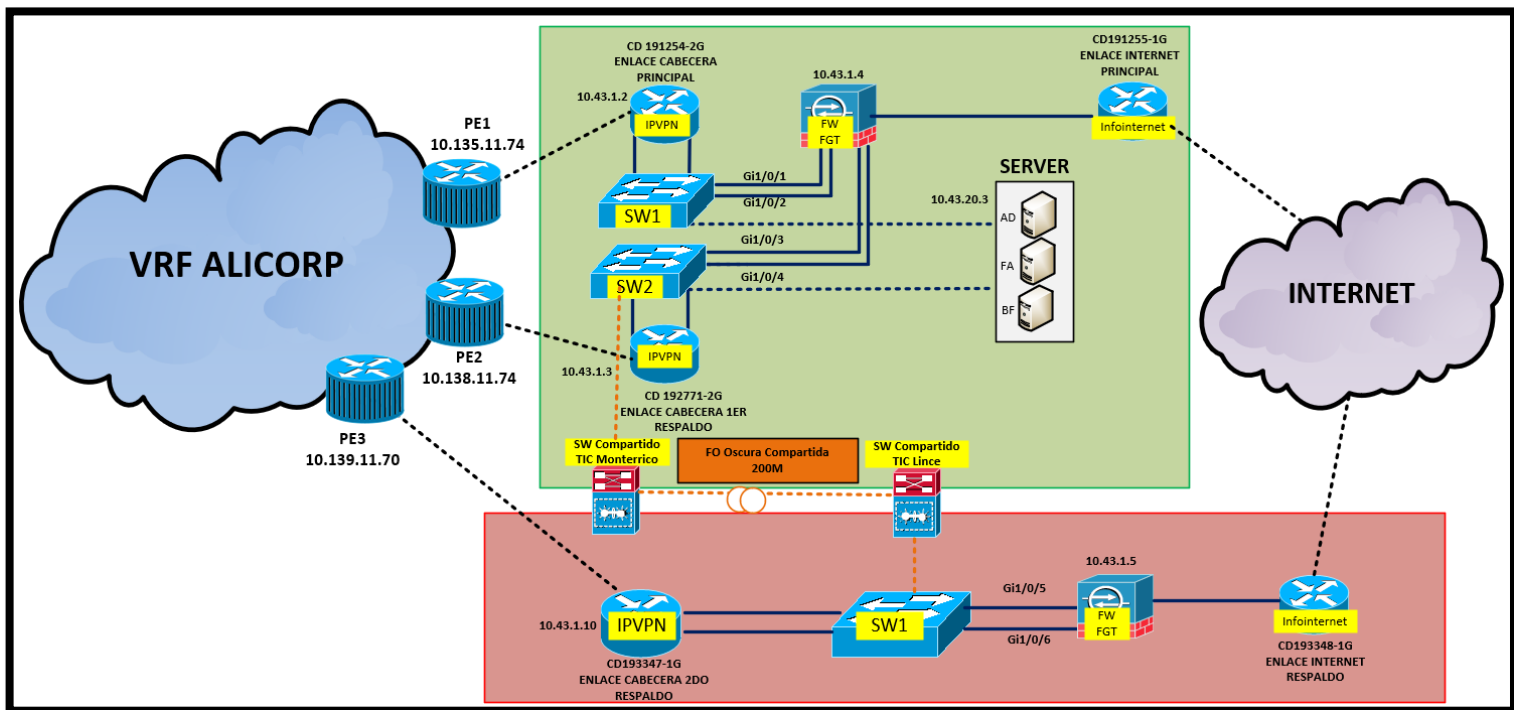 CD 191254-2G
ENLACE CABECERA
PRINCIPAL
10.43.1.2
IPVPN
10.43.1.4
FW
FGT
CD191255-1G
ENLACE INTERNET
PRINCIPAL
Infointernet
PE1
10.135.11.74
VRF ALICORP
PE2
10.138.11.74
PE3
10.139.11.70
SW1
Gi1/0/1
Gi1/0/2
SW2
Gi1/0/3
Gi1/0/4
SERVER
10.43.20.3
AD
FA
BF
INTERNET
IPVPN
10.43.1.3
CD 192771-2G
ENLACE CABECERA 1ER
RESPALDO
SW Compartido
TIC Monterrico
FO Oscura Compartida
200M
SW Compartido
TIC Lince
10.43.1.10
IPVPN
CD193347-1G
ENLACE CABECERA 2DO
RESPALDO
SW1
Gi1/0/5
Gi1/0/6
10.43.1.5
FW
FGT
Infointernet
CD193348-1G
ENLACE INTERNET
RESPALDO